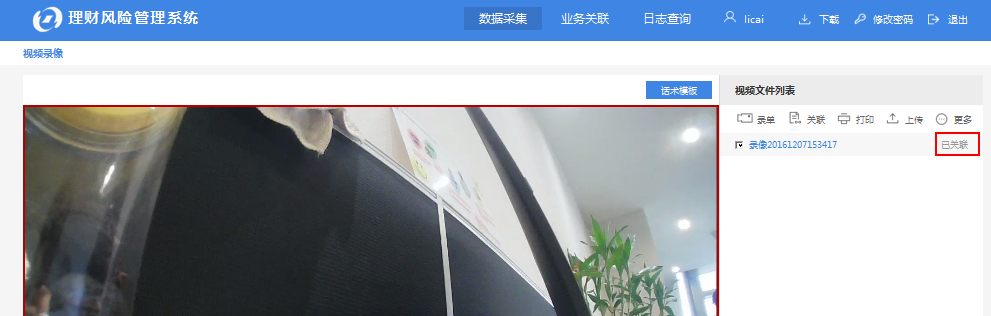 理财风险管理系统 数据采集 业务关联 日志查询 licai 下载 修改密码 退出
视频录像
话术模板 视频文件列表
录单 关联 打印 上传 更多
录像20161207153417 已关联